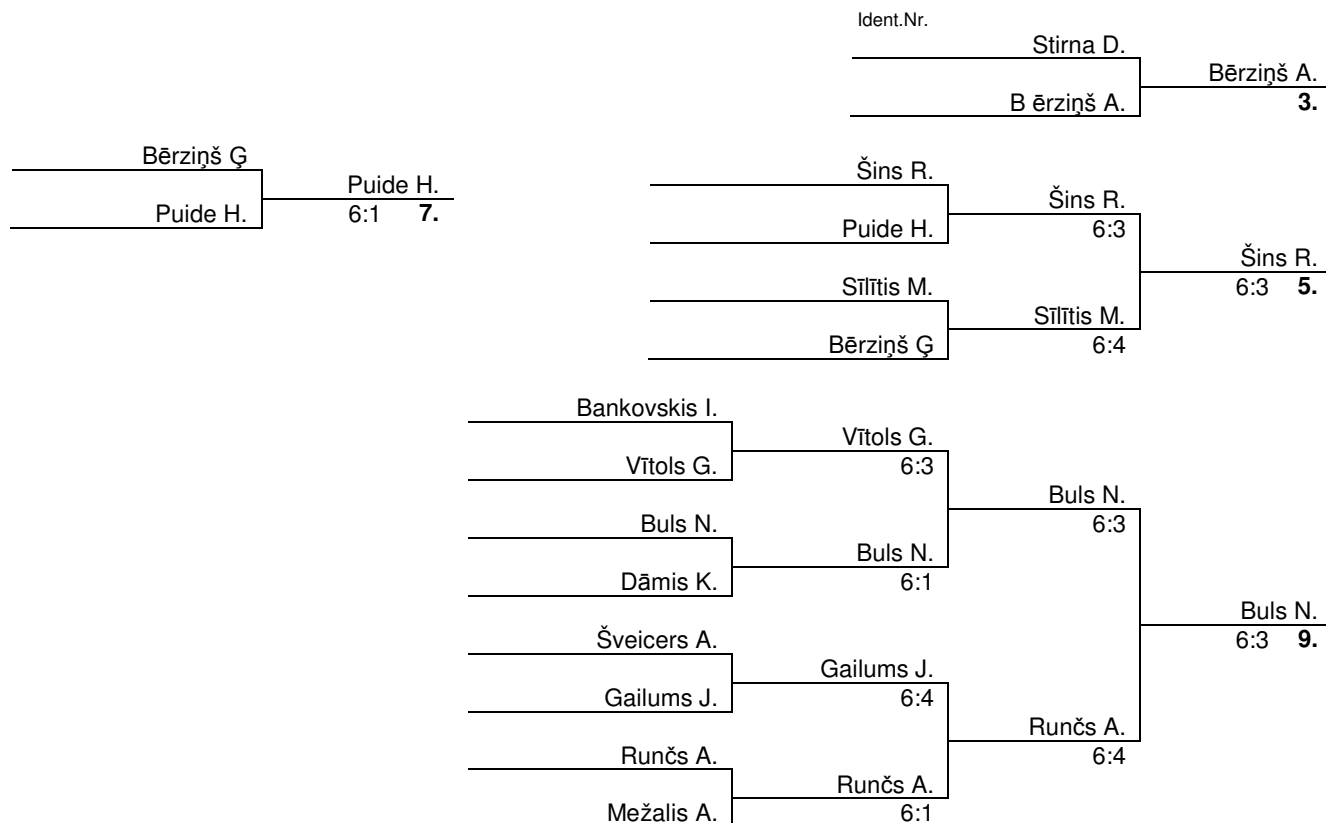 Ident.Nr.
Stirna D.
Bērziņš A.
B ērziņš A.
3.
Bērziņš Ģ
Puide H.
Puide H.
6:1 7.
Šins R.
Šins R.
Puide H.
6:3
Šins R.
6:3 5.
Sīlītis M.
Sīlītis M.
Bērziņš Ģ
6:4
Bankovskis I.
Vītols G.
Vītols G.
6:3
Buls N.
6:3
Buls N.
Buls N.
Dāmis K.
6:1
Buls N.
6:3 9.
Šveicers A.
Gailums J.
Gailums J.
6:4
Runčs A.
6:4
Runčs A.
Runčs A.
Mežalis A.
6:1